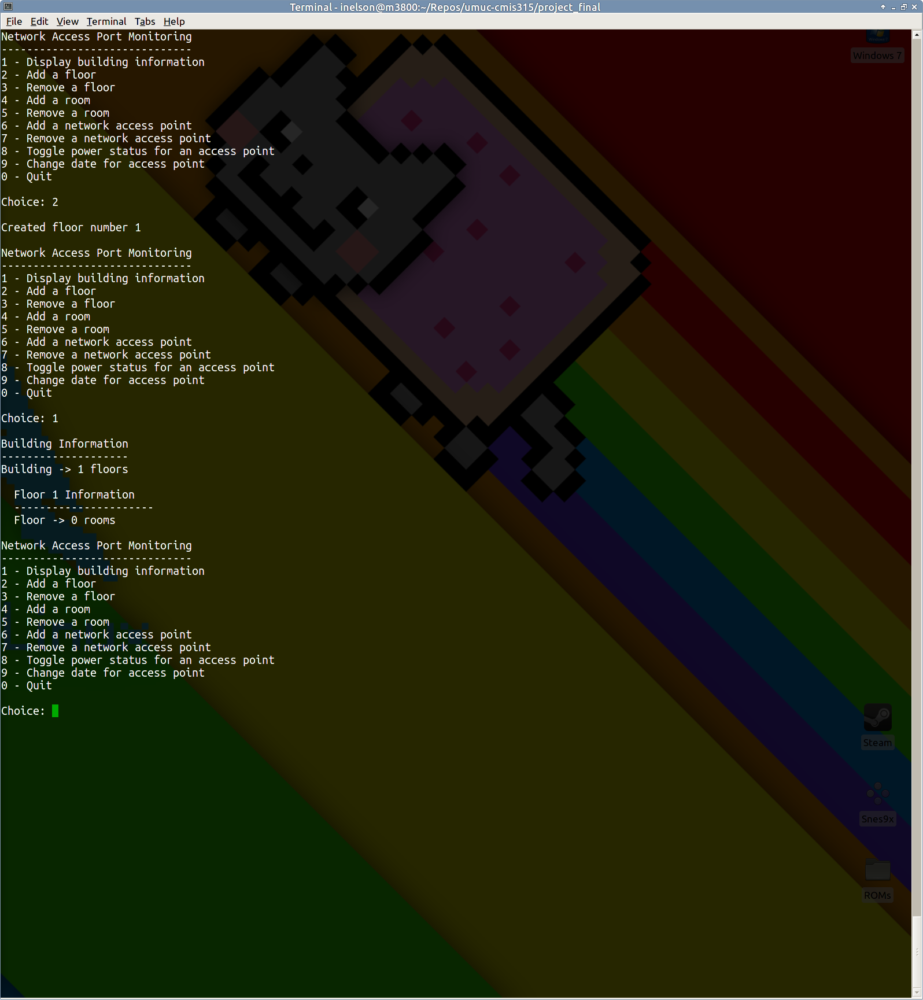 Terminal - inelson@m3800:~/Repos/umuc-cmis315/project_final
File Edit View Terminal Tabs Help
Network Access Port Monitoring
------------------------------
1 - Display building information
2 - Add a floor
3 - Remove a floor
4 - Add a room
5 - Remove a room
6 - Add a network access point
7 - Remove a network access point
8 - Toggle power status for an access point
9 - Change date for access point
0 - Quit
Choice: 2
Created floor number 1
Network Access Port Monitoring
------------------------------
1 - Display building information
2 - Add a floor
3 - Remove a floor
4 - Add a room
5 - Remove a room
6 - Add a network access point
7 - Remove a network access point
8 - Toggle power status for an access point
9 - Change date for access point
0 - Quit
Choice: 1
Building Information
--------------------
Building -> 1 floors
Floor 1 Information
----------------------
Floor -> 0 rooms
Network Access Port Monitoring
------------------------------
1 - Display building information
2 - Add a floor
3 - Remove a floor
4 - Add a room
5 - Remove a room
6 - Add a network access point
7 - Remove a network access point
8 - Toggle power status for an access point
9 - Change date for access point
0 - Quit
Choice:
Windows 7
Steam
Snes9x
ROMs